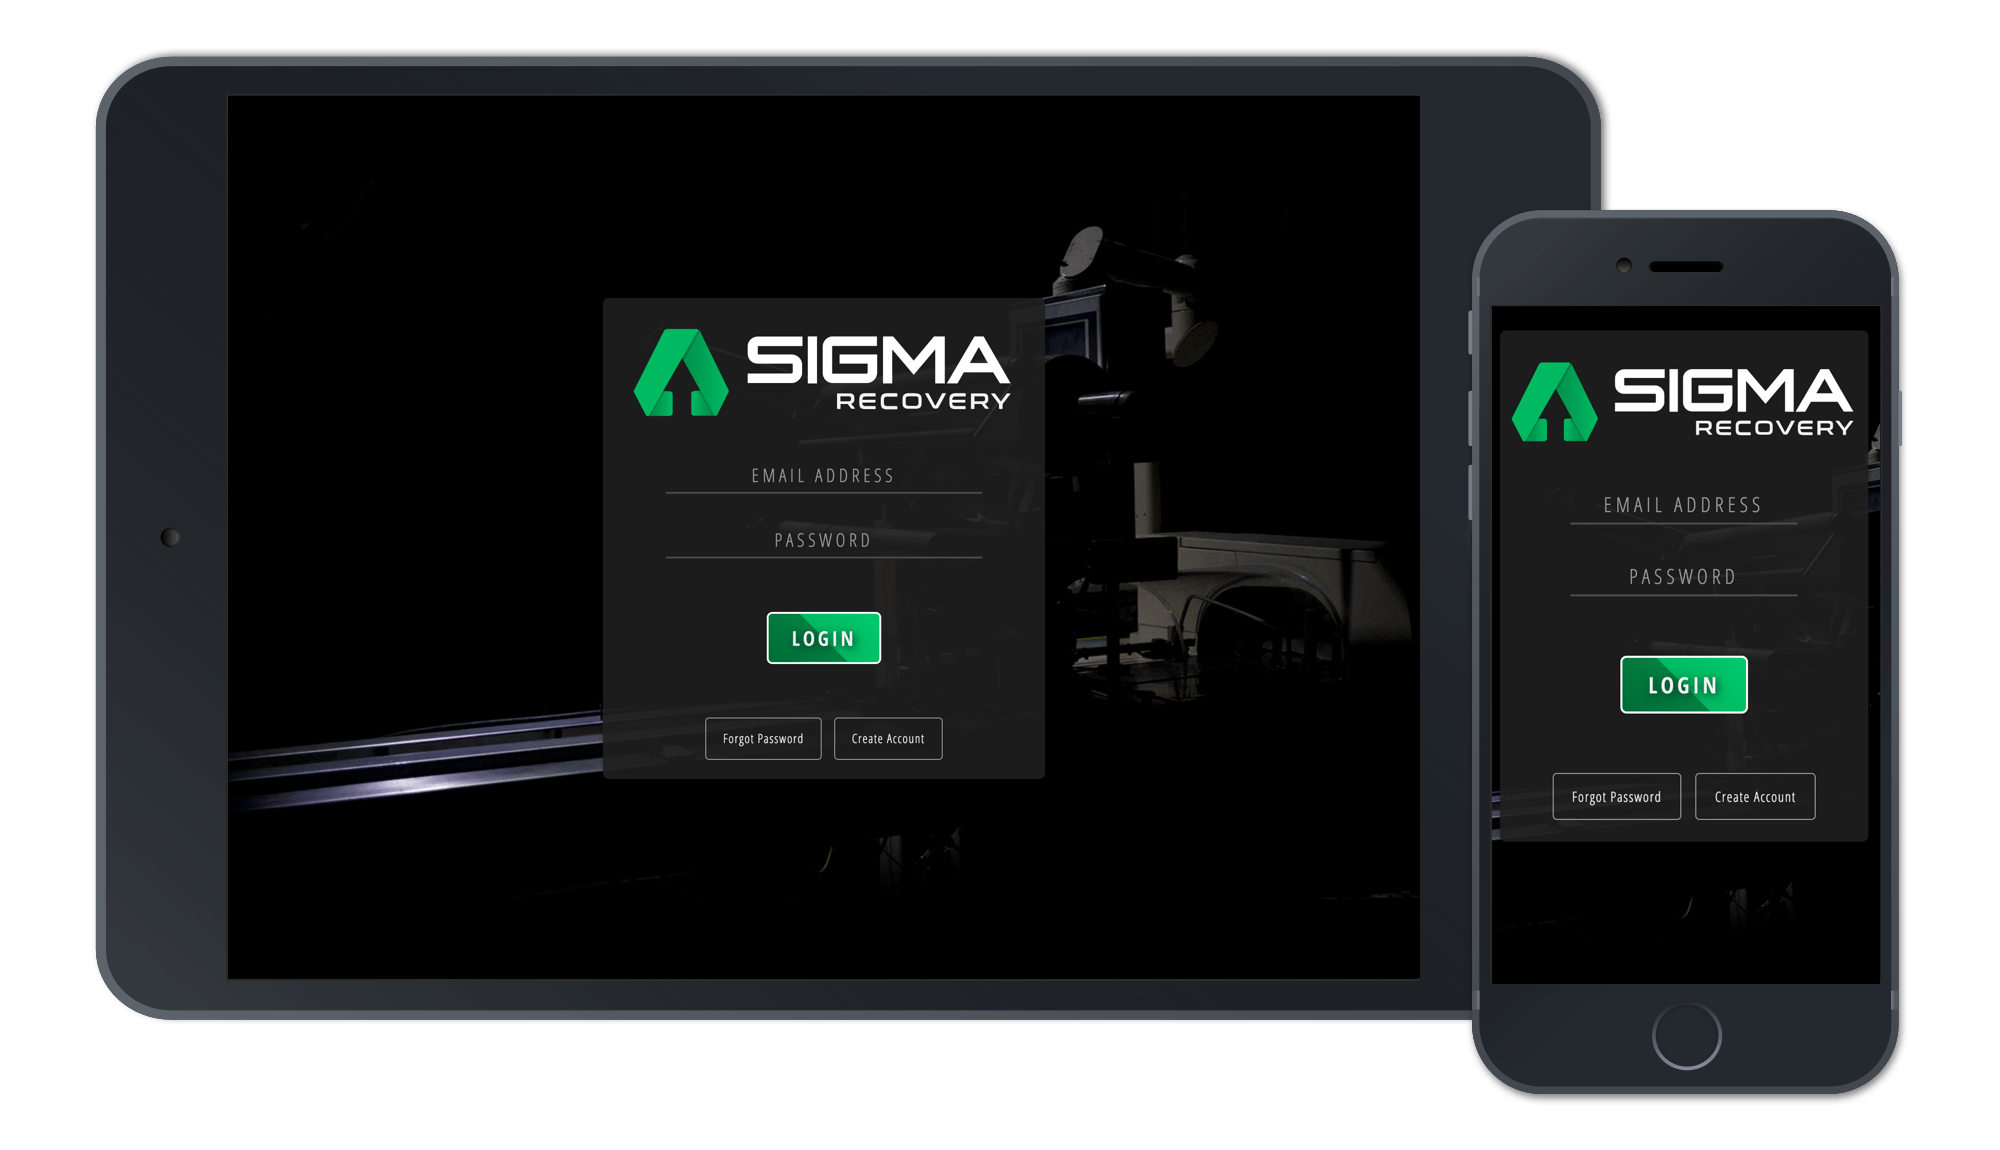 SIGMA
RECOVERY
EMAIL ADDRESS
PASSWORD
LOGIN
Forgot Password
Create Account
SIGMA
RECOVERY
EMAIL ADDRESS
PASSWORD
LOGIN
Forgot Password
Create Account